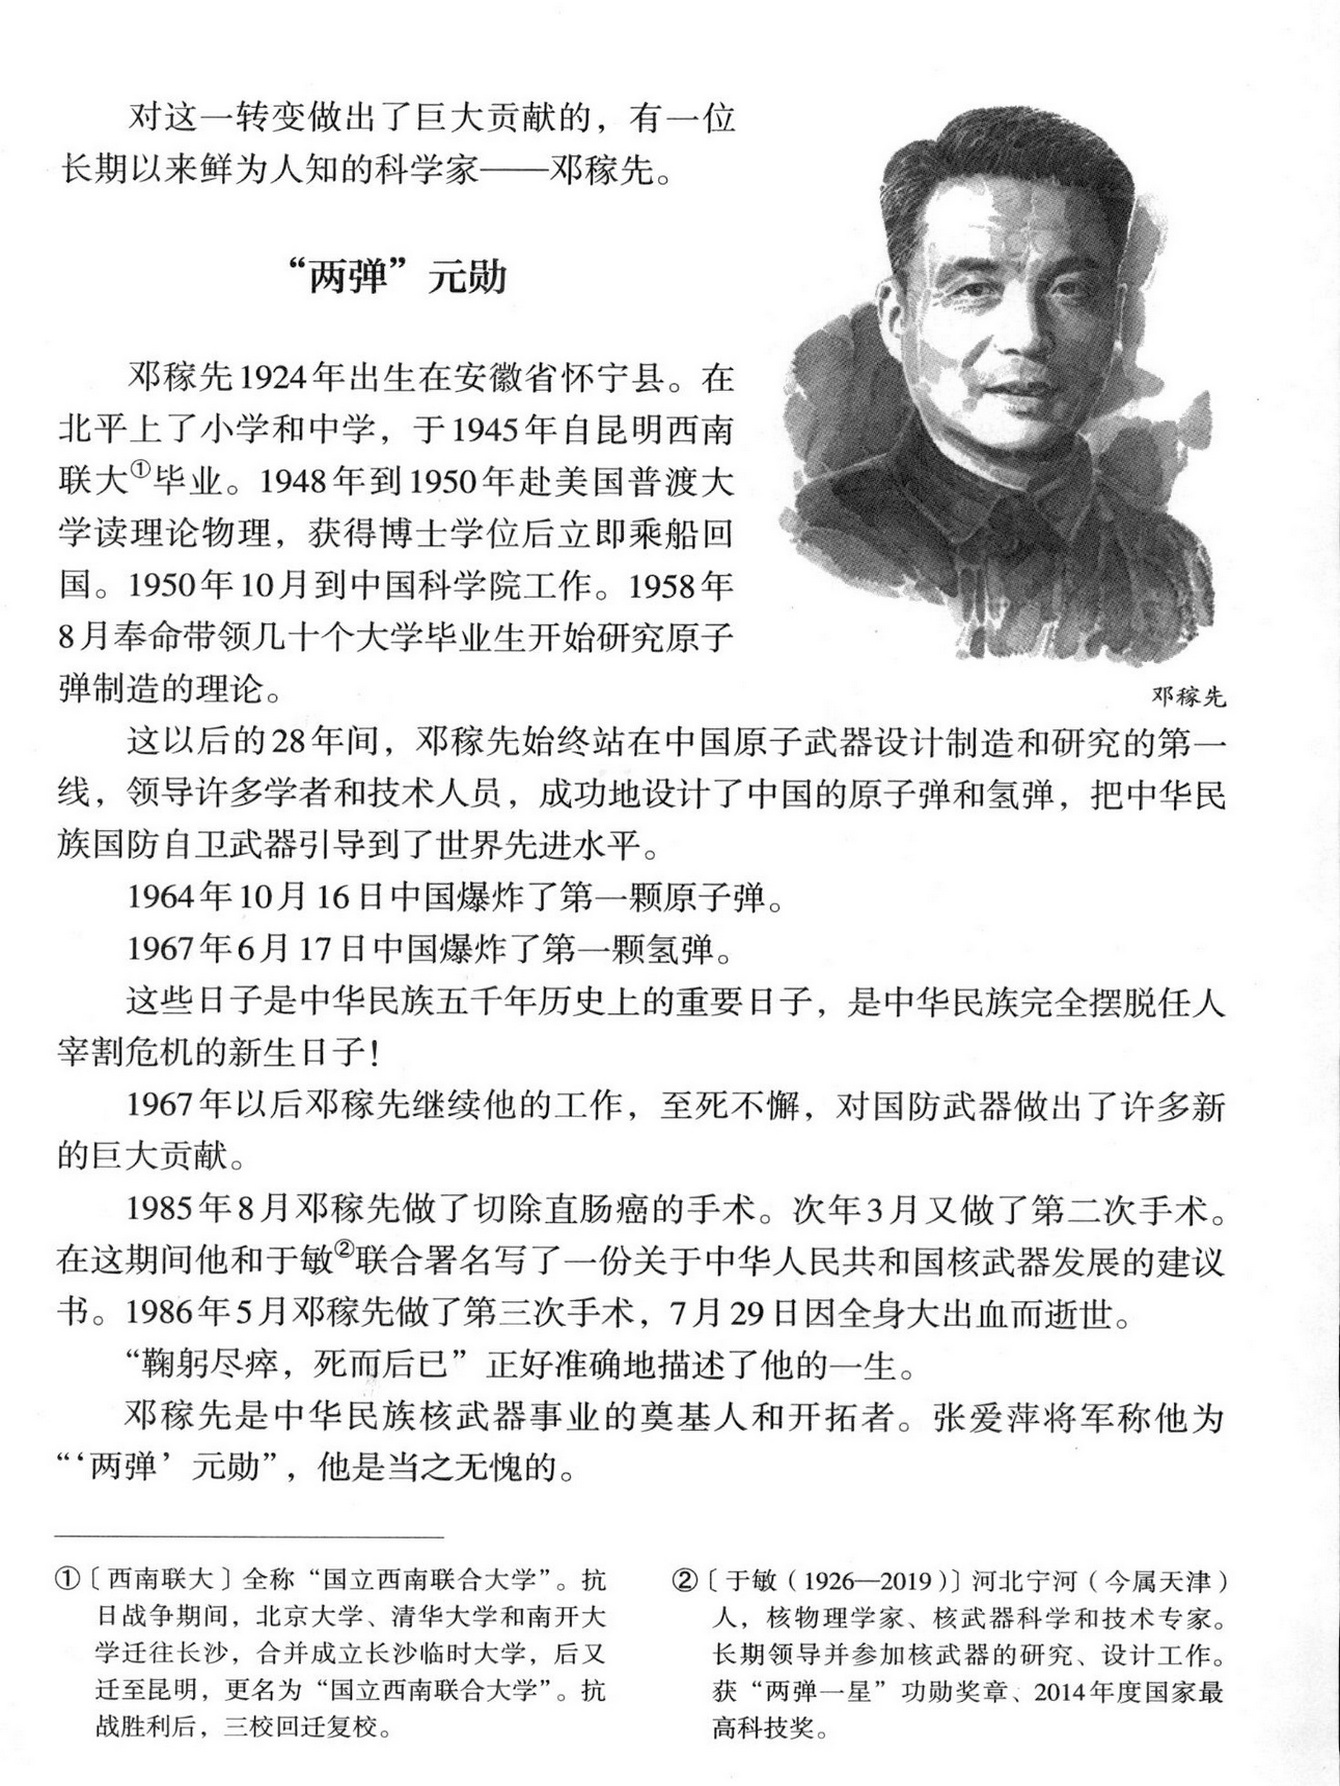 对这一转变做出了巨大贡献的，有一位
长期以来鲜为人知的科学家——邓稼先。
“两弹”元勋
邓稼先1924年出生在安徽省怀宁县。在
北平上了小学和中学，于1945年自昆明西南
联大①毕业。1948年到1950年赴美国普渡大
学读理论物理，获得博士学位后立即乘船回
国。1950年10月到中国科学院工作。1958年
8月奉命带领几十个大学毕业生开始研究原子
弹制造的理论。
邓稼先
这以后的28年间，邓稼先始终站在中国原子武器设计制造和研究的第一
线，领导许多学者和技术人员，成功地设计了中国的原子弹和氢弹，把中华民
族国防自卫武器引导到了世界先进水平。
1964年10月16日中国爆炸了第一颗原子弹。
1967年6月17日中国爆炸了第一颗氢弹。
这些日子是中华民族五千年历史上的重要日子，是中华民族完全摆脱任人
宰割危机的新生日子！
1967年以后邓稼先继续他的工作，至死不懈，对国防武器做出了许多新
的巨大贡献。
1985年8月邓稼先做了切除直肠癌的手术。次年3月又做了第二次手术。
在这期间他和于敏②联合署名写了一份关于中华人民共和国核武器发展的建议
书。1986年5月邓稼先做了第三次手术，7月29日因全身大出血而逝世。
“鞠躬尽瘁，死而后已”正好准确地描述了他的一生。
邓稼先是中华民族核武器事业的奠基人和开拓者。张爱萍将军称他为
“‘两弹’元勋”，他是当之无愧的。
①〔西南联大〕全称“国立西南联合大学”。抗
日战争期间，北京大学、清华大学和南开大
学迁往长沙，合并成立长沙临时大学，后又
迁至昆明，更名为“国立西南联合大学”。抗
战胜利后，三校回迁复校。
②〔于敏（1926—2019）〕河北宁河（今属天津）
人，核物理学家、核武器科学和技术专家。
长期领导并参加核武器的研究、设计工作。
获“两弹一星”功勋奖章、2014年度国家最
高科技奖。